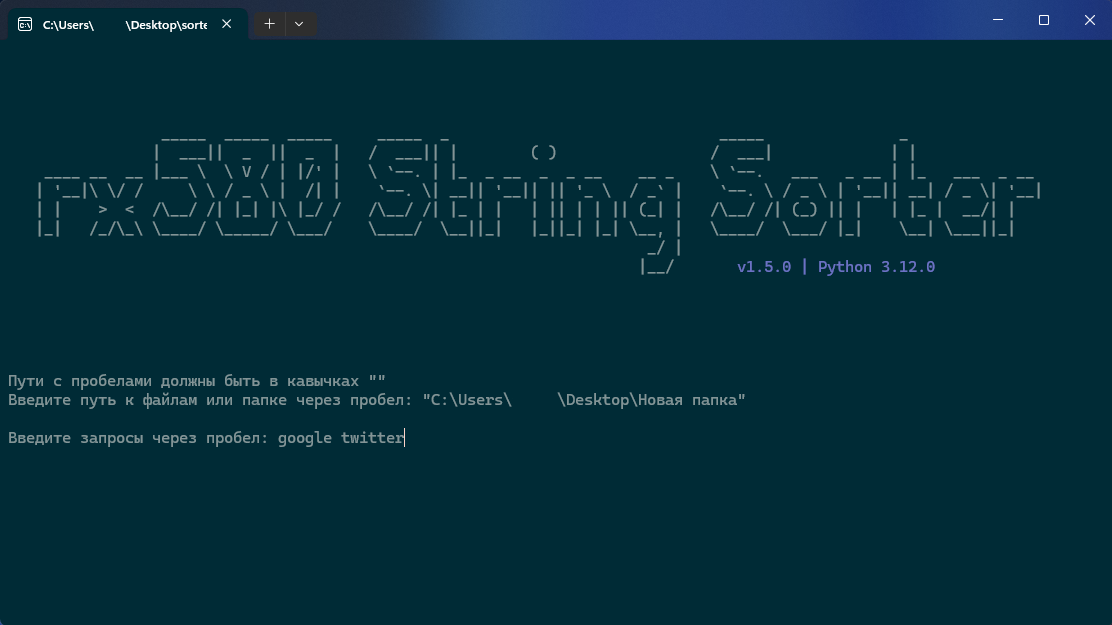 C:\Users\ \Desktop\sorte
rx580 String Sorter
v1.5.0 | Python 3.12.0
Пути с пробелами должны быть в кавычках ""
Введите путь к файлам или папке через пробел: "C:\Users\ \Desktop\Новая папка"
Введите запросы через пробел: google twitter